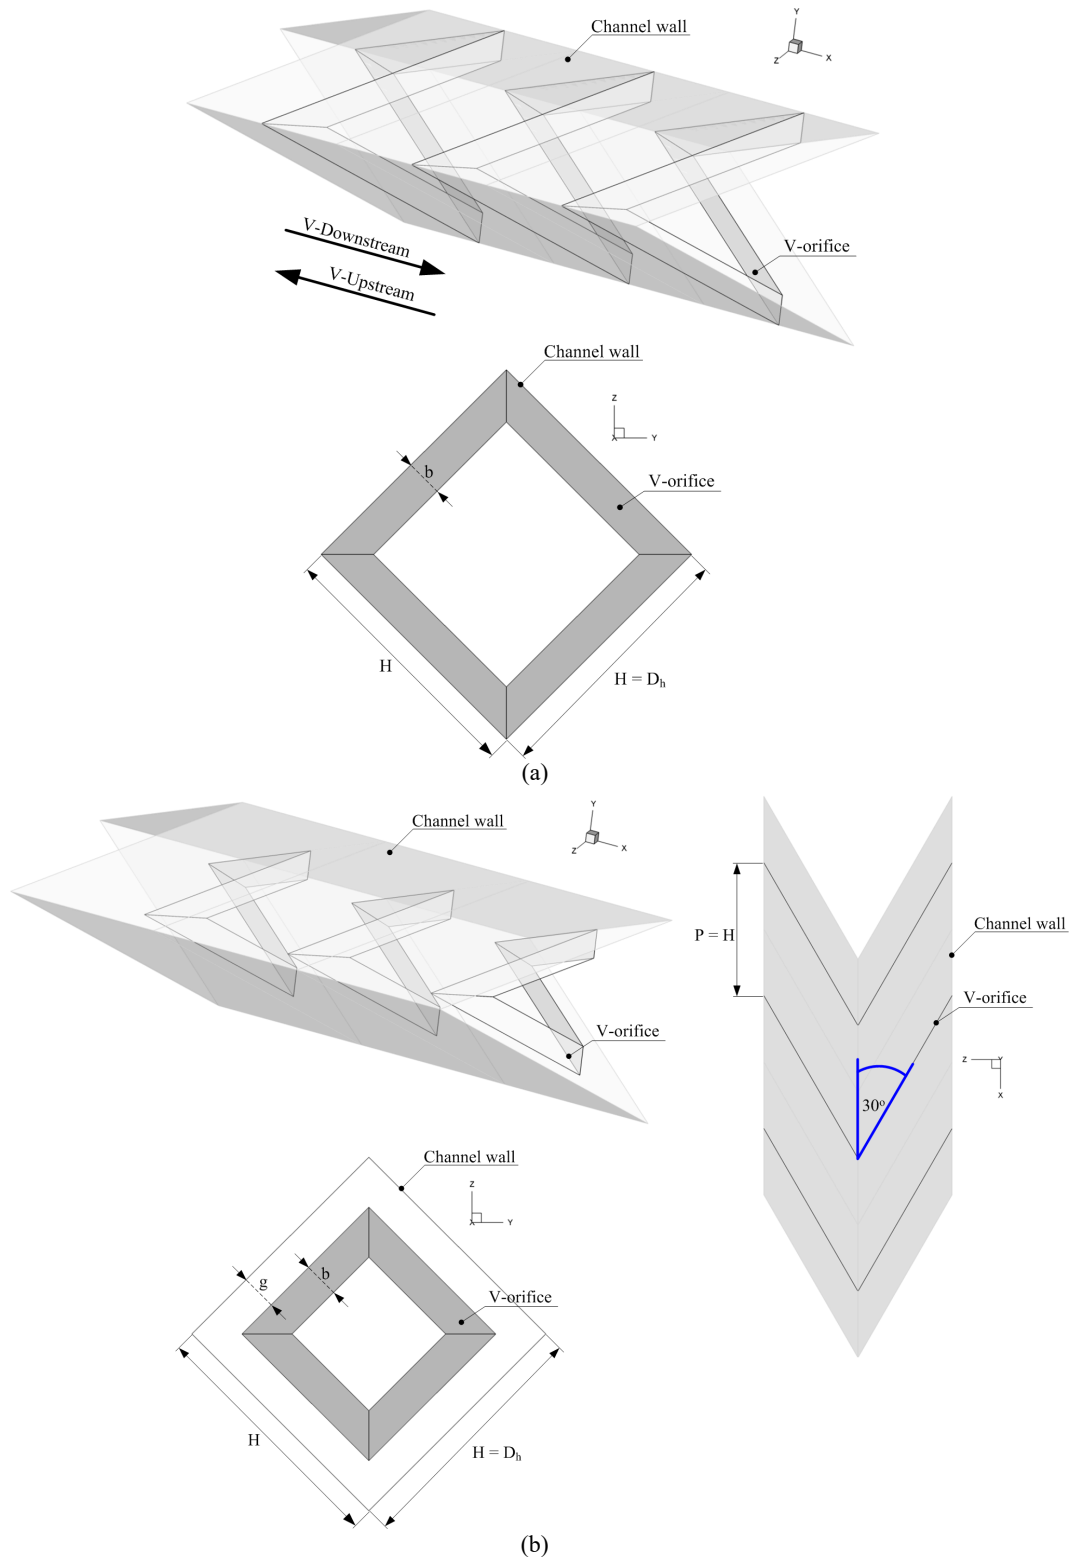 Channel wall
Y
X
Z
V-Downstream
V-Upstream
V-orifice
Channel wall
Z
X
Y
b
V-orifice
H
H = Dₕ
(a)
Channel wall
Y
X
Z
V-orifice
P = H
Channel wall
V-orifice
Z
Y
X
30º
Channel wall
Z
X
Y
g
b
V-orifice
H
H = Dₕ
(b)